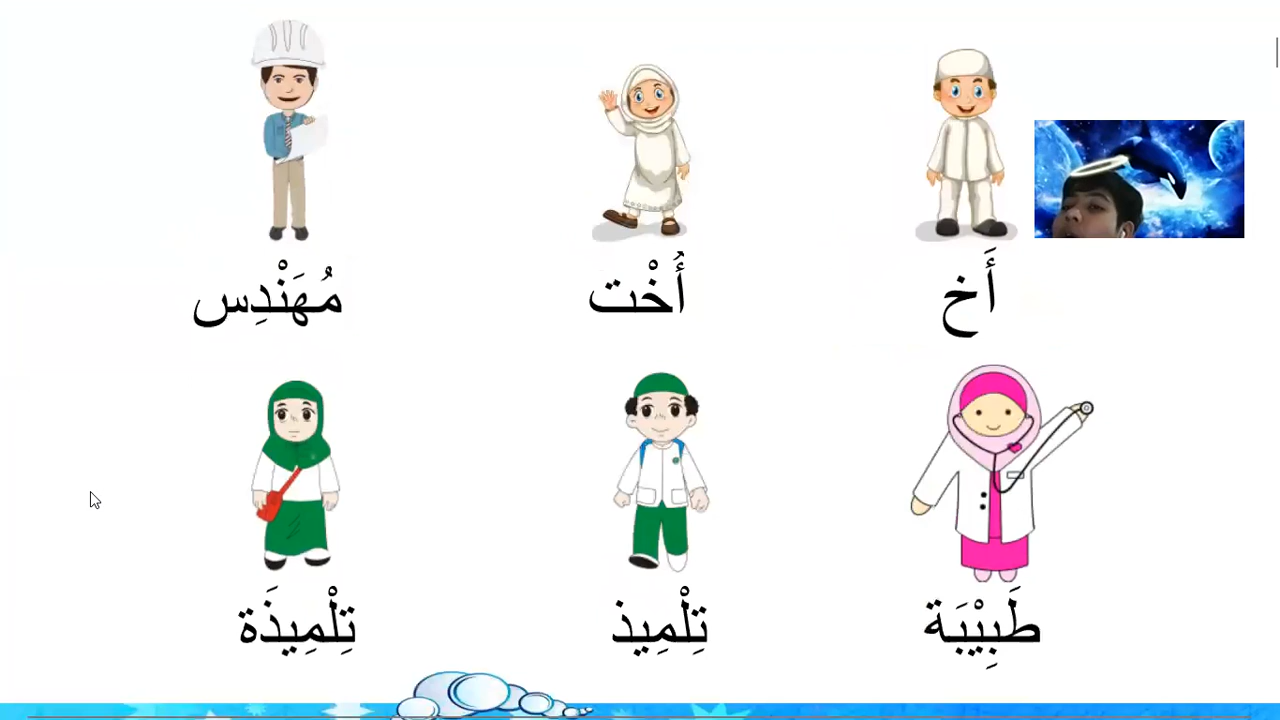 أَخ أُخْت مُهَنْدِس
طَبِيْبَة تِلْمِيذ تِلْمِيذَة